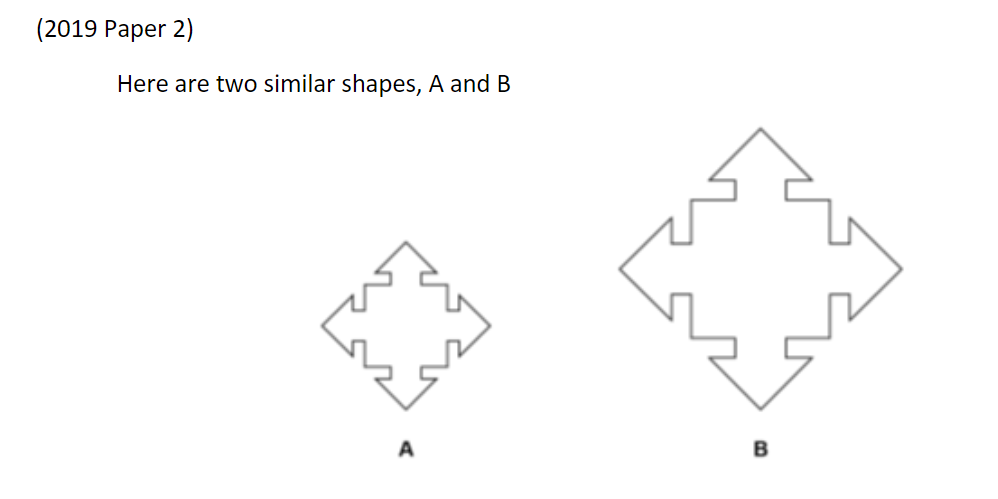 (2019 Paper 2)
Here are two similar shapes, A and B
A
B